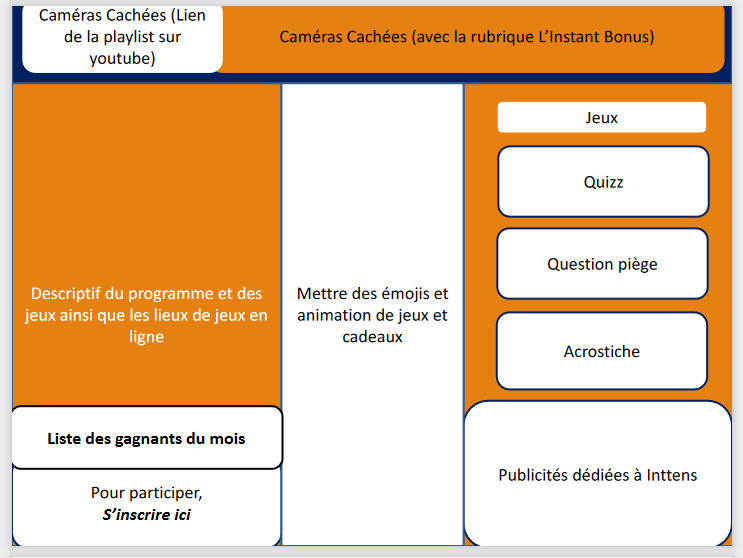 Caméras Cachées (Lien
de la playlist sur
youtube)
Caméras Cachées (avec la rubrique L’Instant Bonus)
Descriptif du programme et des
jeux ainsi que les lieux de jeux en
ligne
Liste des gagnants du mois
Pour participer,
S’inscrire ici
Mettre des émojis et
animation de jeux et
cadeaux
Jeux
Quizz
Question piège
Acrostiche
Publicités dédiées à Inttens